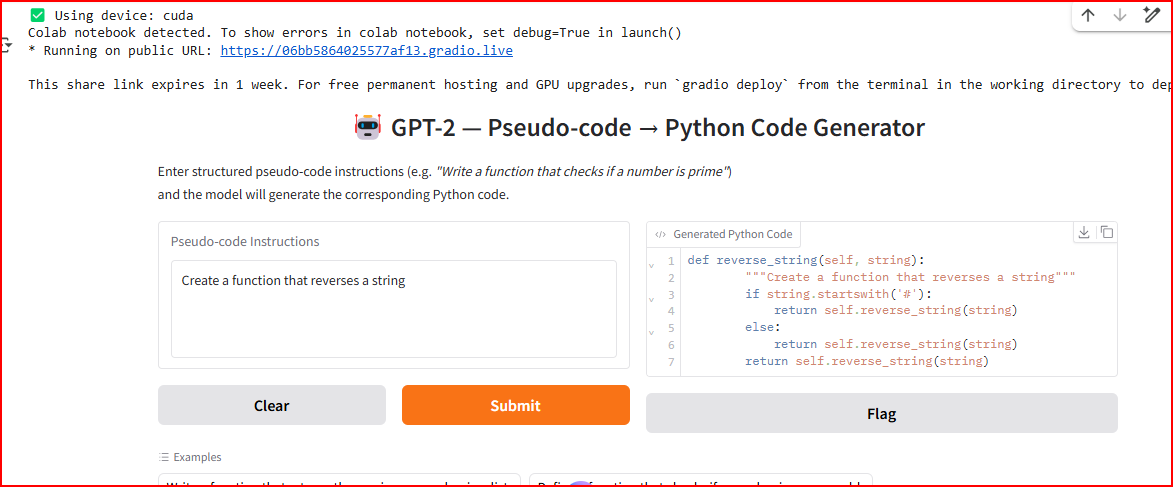 ✅ Using device: cuda
Colab notebook detected. To show errors in colab notebook, set debug=True in launch()
* Running on public URL: https://06bb5864025577af13.gradio.live
This share link expires in 1 week. For free permanent hosting and GPU upgrades, run `gradio deploy` from the terminal in the working directory to
🤖 GPT-2 — Pseudo-code → Python Code Generator
Enter structured pseudo-code instructions (e.g. "Write a function that checks if a number is prime")
and the model will generate the corresponding Python code.
Pseudo-code Instructions
Create a function that reverses a string
Generated Python Code
1 def reverse_string(self, string):
2 """Create a function that reverses a string"""
3 if string.startswith('#'):
4 return self.reverse_string(string)
5 else:
6 return self.reverse_string(string)
7 return self.reverse_string(string)
Clear
Submit
Flag
Examples